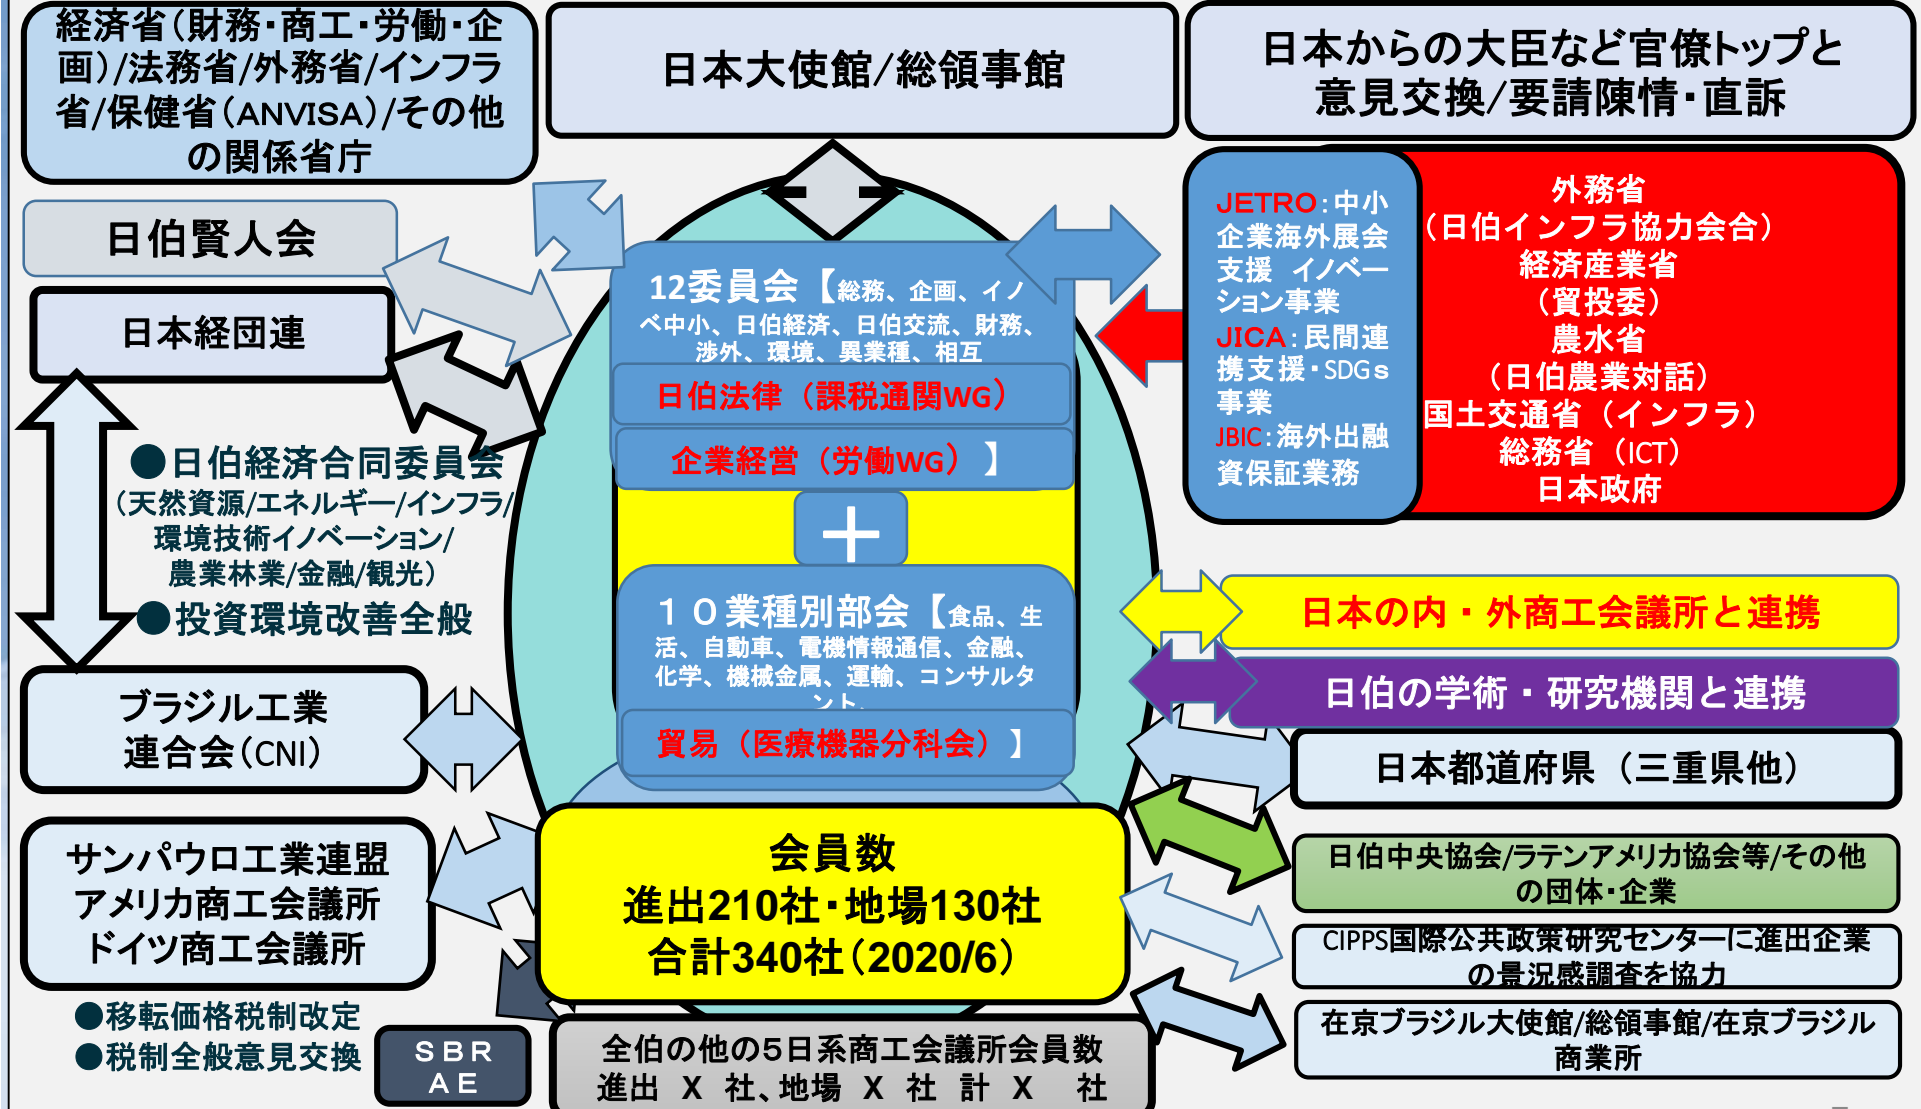 経済省（財務・商工・労働・企
画）/法務省/外務省/インフラ
省/保健省（ANVISA）/その他
の関係省庁
日本大使館/総領事館
日本からの大臣など官僚トップと
意見交換/要請陳情・直訴
日伯賢人会
日本経団連
●日伯経済合同委員会
（天然資源/エネルギー/インフラ/
環境技術イノベーション/
農業林業/金融/観光）
●投資環境改善全般
ブラジル工業
連合会（CNI）
サンパウロ工業連盟
アメリカ商工会議所
ドイツ商工会議所
●移転価格税制改定
●税制全般意見交換
ＳＢＲ
ＡＥ
12委員会【総務、企画、イノ
ベ中小、日伯経済、日伯交流、財務、
渉外、環境、異業種、相互
日伯法律（課税通関WG）
企業経営（労働WG）】
＋
１０業種別部会【食品、生
活、自動車、電機情報通信、金融、
化学、機械金属、運輸、コンサルタ
ント、
貿易（医療機器分科会）】
会員数
進出210社・地場130社
合計340社（2020/6）
全伯の他の５日系商工会議所会員数
進出 X 社、地場 X 社 計 X 社
JETRO：中小
企業海外展会
支援 イノベー
ション事業
JICA：民間連
携支援・SDGｓ
事業
JBIC：海外出融
資保証業務
外務省
（日伯インフラ協力会合）
経済産業省
（貿投委）
農水省
（日伯農業対話）
国土交通省（インフラ）
総務省（ICT）
日本政府
日本の内・外商工会議所と連携
日伯の学術・研究機関と連携
日本都道府県（三重県他）
日伯中央協会/ラテンアメリカ協会等/その他
の団体・企業
CIPPS国際公共政策研究センターに進出企業
の景況感調査を協力
在京ブラジル大使館/総領事館/在京ブラジル
商業所